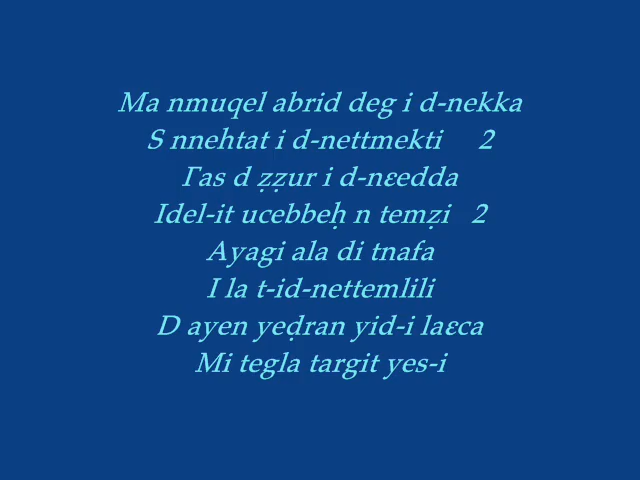 Ma nmuqel abrid deg i d-nekka
S nnehtat i d-nettmekti 2
Γas d ẓẓur i d-nɛedda
Idel-it ucebbeḥ n temẓi 2
Ayagi ala di tnafa
I la t-id-nettemlili
D ayen yeḍran yid-i laɛca
Mi tegla targit yes-i